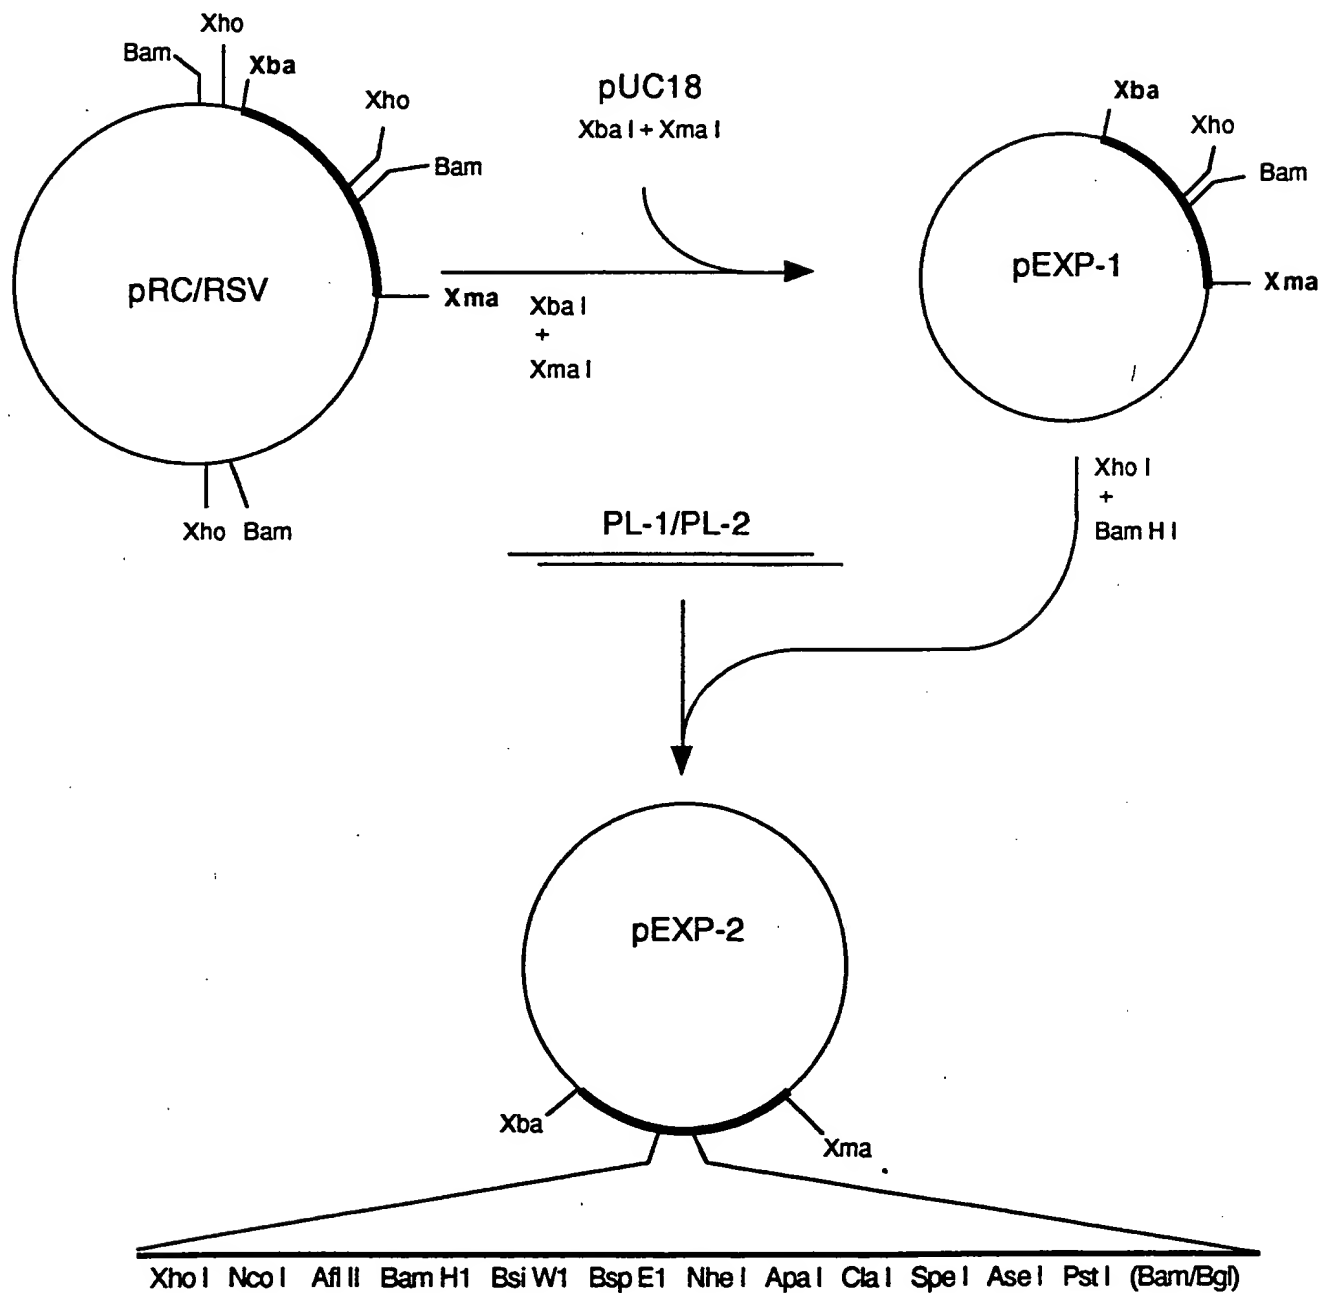 Xho
Bam
Xba
Xho
Bam
pRC/RSV
Xma
Xho Bam
pUC18
Xba I + Xma I
Xba I
+
Xma I
Xba
Xho
Bam
pEXP-1
Xma
Xho I
+
Bam H I
PL-1/PL-2
pEXP-2
Xba
Xma
Xho I Nco I Afl II Bam H1 Bsi W1 Bsp E1 Nhe I Apa I Cla I Spe I Ase I Pst I (Bam/Bgl)